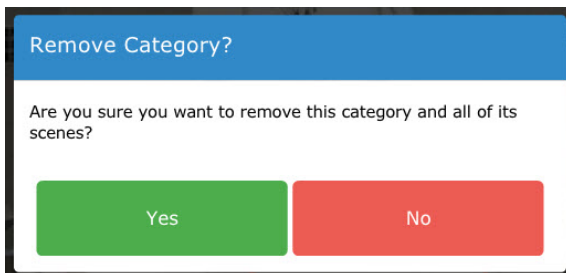 Remove Category?
Are you sure you want to remove this category and all of its
scenes?
Yes
No